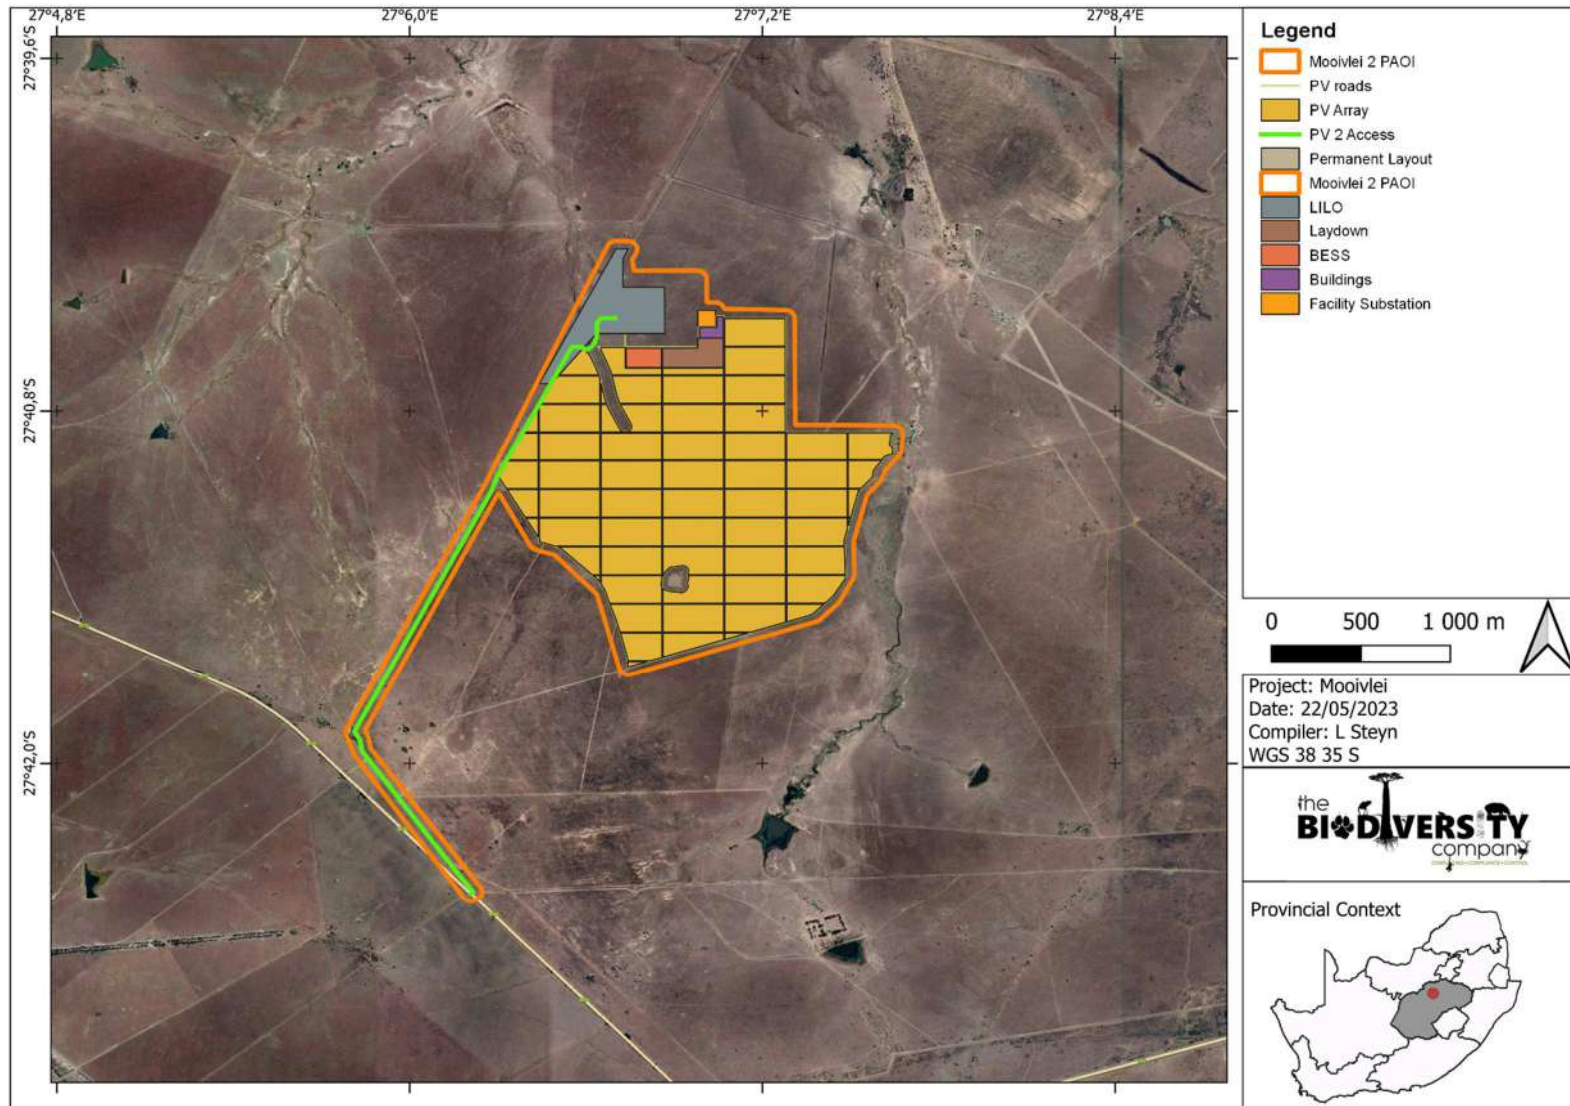 27°4,8'E
27°6,0'E
27°7,2'E
27°8,4'E
27°39,6'S
27°40,8'S
27°42,0'S
Legend
Mooivlei 2 PAOI
PV roads
PV Array
PV 2 Access
Permanent Layout
Mooivlei 2 PAOI
LILO
Laydown
BESS
Buildings
Facility Substation
0 500 1 000 m
Project: Mooivlei
Date: 22/05/2023
Compiler: L Steyn
WGS 38 35 S
the
BIODIVERSITY
company
Provincial Context